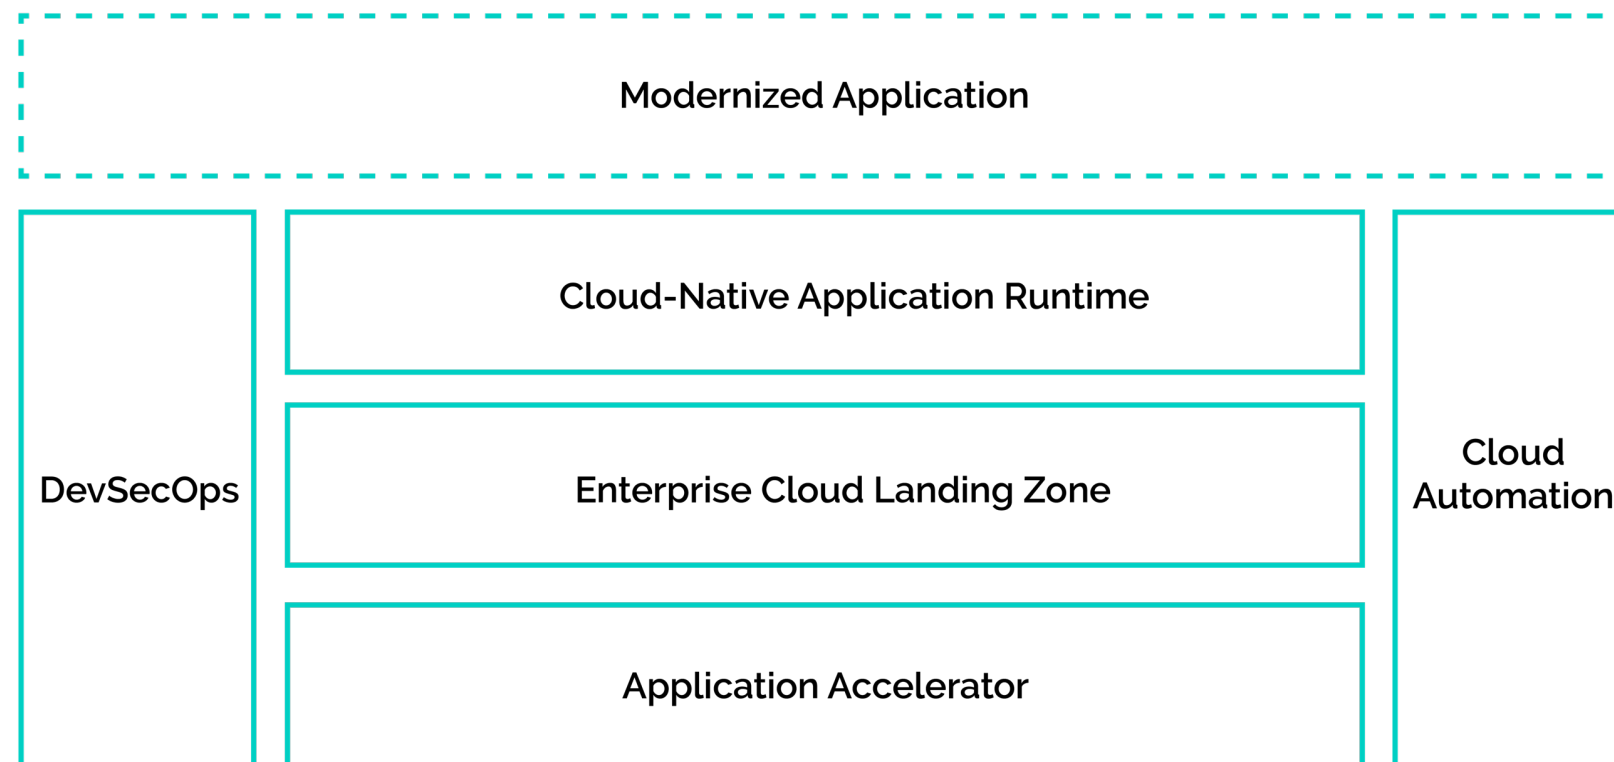 Modernized Application
Cloud-Native Application Runtime
DevSecOps
Enterprise Cloud Landing Zone
Cloud
Automation
Application Accelerator